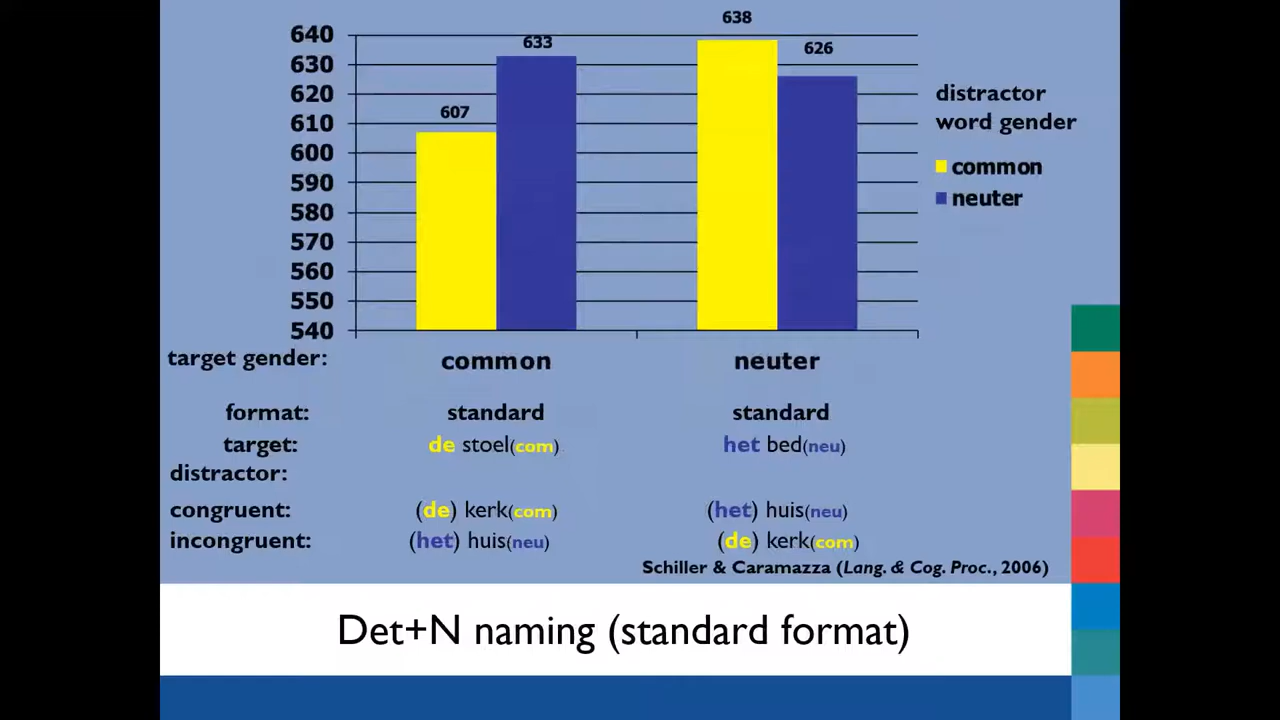 638
640
633
626
630
620
distractor
610
607
word gender
600
common
590
neuter
580
570
560
550
540
target gender: common neuter
format: standard standard
target: de stoel(com) het bed(neu)
distractor:
congruent: (de) kerk(com) (het) huis(neu)
incongruent: (het) huis(neu) (de) kerk(com)
Schiller & Caramazza (Lang. & Cog. Proc., 2006)
Det+N naming (standard format)